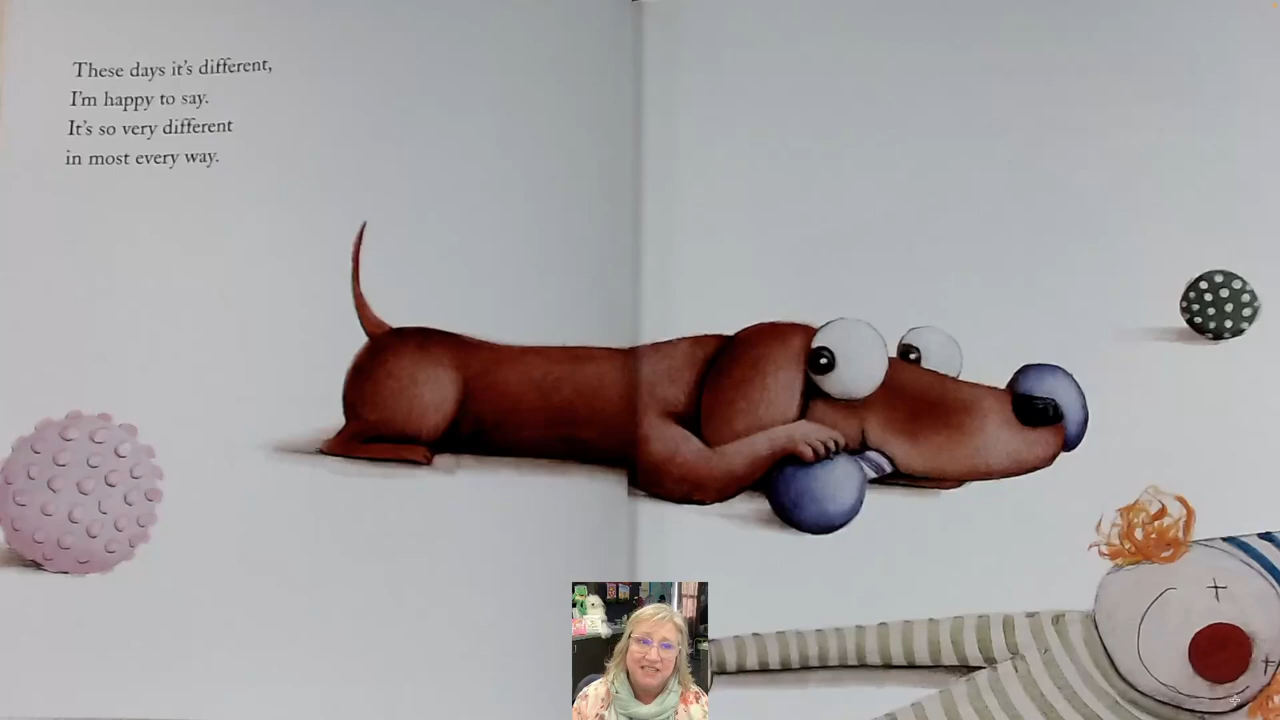 These days it's different,
I'm happy to say.
It's so very different
in most every way.